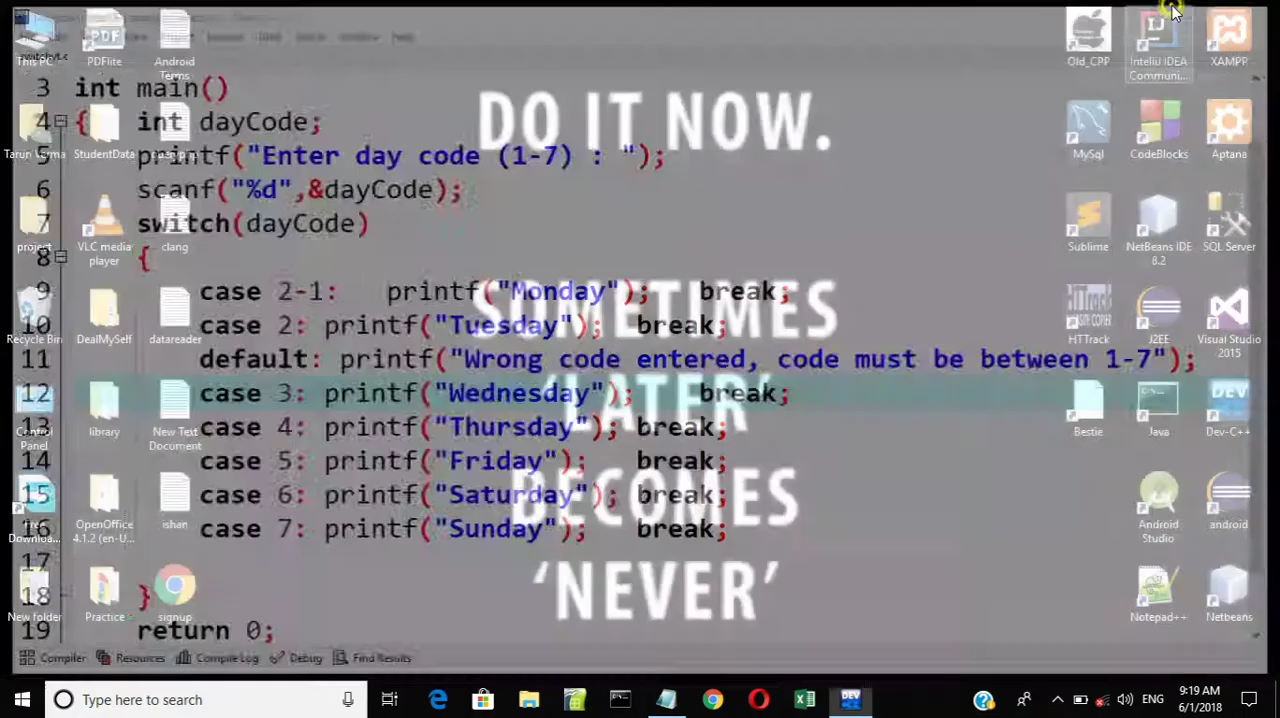 This PC
PDFlite
Android Terms
Old_CPP
IntelliJ IDEA Communi...
XAMPP
DO IT NOW.
SOMETIMES
'LATER'
BECOMES
'NEVER'
3 int main()
4 { int dayCode;
5 printf("Enter day code (1-7) : ");
6 scanf("%d",&dayCode);
7 switch(dayCode)
8 {
9 case 2-1: printf("Monday"); break;
10 case 2: printf("Tuesday"); break;
11 default: printf("Wrong code entered, code must be between 1-7");
12 case 3: printf("Wednesday"); break;
13 case 4: printf("Thursday"); break;
14 case 5: printf("Friday"); break;
15 case 6: printf("Saturday"); break;
16 case 7: printf("Sunday"); break;
17
18 }
19 return 0;
Tarun Varma
StudentData
MySql
CodeBlocks
Aptana
project
VLC media player
clang
Sublime
NetBeans IDE 8.2
SQL Server
Recycle Bin
DealMySelf
datareader
HTTrack
J2EE
Visual Studio 2015
Control Panel
library
New Text Document
Bestie
Java
Dev-C++
Free Downloa...
OpenOffice 4.1.2 (en-U...
ishan
Android Studio
android
New folder
Practice
signup
Notepad++
Netbeans
Compiler Resources Compile Log Debug Find Results
Type here to search
DEV
ENG
9:19 AM
6/1/2018